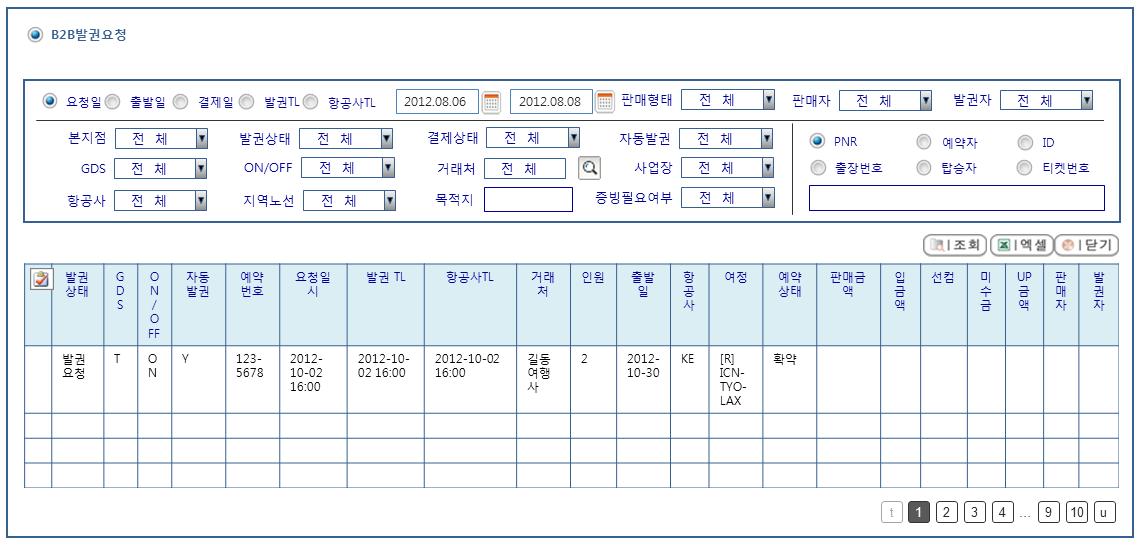 B2B발권요청
요청일 출발일 결제일 발권TL 항공사TL 2012.08.06 2012.08.08 판매형태 전 체 판매자 전 체 발권자 전 체
본지점 전 체 발권상태 전 체 결제상태 전 체 자동발권 전 체 PNR 예약자 ID
GDS 전 체 ON/OFF 전 체 거래처 전 체 사업장 전 체 출장번호 탑승자 티켓번호
항공사 전 체 지역노선 전 체 목적지 증빙필요여부 전 체
조회 엑셀 닫기
발권
상태
G
D
S
O
N
/
O
FF
자동
발권
예약
번호
요청일
시
발권 TL
항공사TL
거래
처
인원
출발
일
항
공
사
여정
예약
상태
판매금
액
입
금
액
선컵
미
수
금
UP
금
액
판
매
자
발
권
자
발권
요청
T
O
N
Y
123-
5678
2012-
10-02
16:00
2012-10-
02 16:00
2012-10-02
16:00
길동
여행
사
2
2012-
10-30
KE
[R]
ICN-
TYO-
LAX
확약
t 1 2 3 4 ... 9 10 u